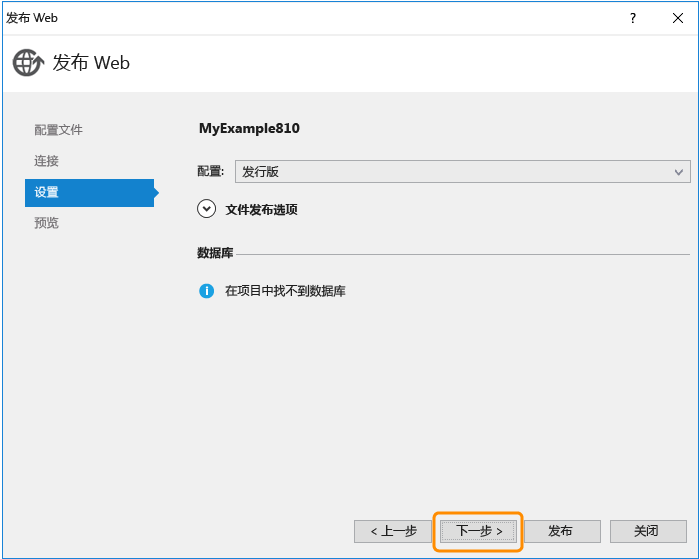 发布 Web
?
发布 Web
配置文件
连接
设置
预览
MyExample810
配置: 发行版
文件发布选项
数据库
在项目中找不到数据库
< 上一步 下一步 > 发布 关闭